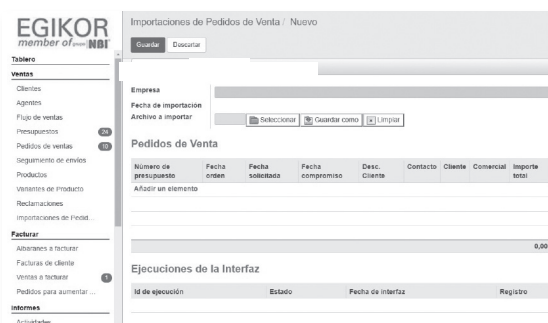 EGIKOR
member of grupo NBI
Tablero
Ventas
Clientes
Agentes
Flujo de ventas
Presupuestos 24
Pedidos de ventas 10
Seguimiento de envíos
Productos
Variantes de Producto
Reclamaciones
Importaciones de Pedid...
Facturar
Albaranes a facturar
Facturas de cliente
Ventas a facturar 1
Pedidos para aumentar ...
Informes
Actividades
Importaciones de Pedidos de Venta / Nuevo
Guardar Descartar
Empresa
Fecha de importación
Archivo a importar Seleccionar Guardar como Limpiar
Pedidos de Venta
Número de presupuesto Fecha orden Fecha solicitada Fecha compromiso Desc. Cliente Contacto Cliente Comercial Importe total
Añadir un elemento
0,00
Ejecuciones de la Interfaz
Id de ejecución Estado Fecha de interfaz Registro